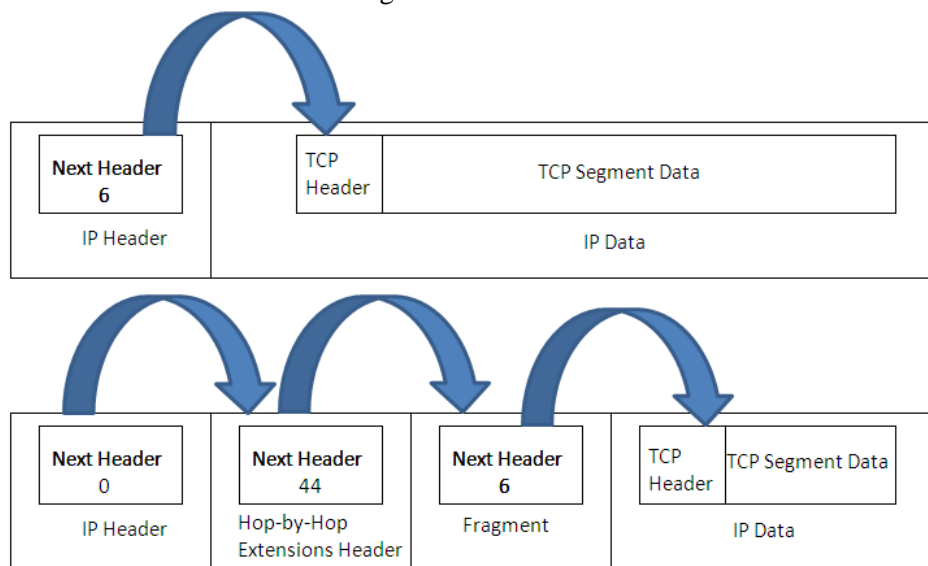 Next Header
6
IP Header
TCP
Header
TCP Segment Data
IP Data
Next Header
0
IP Header
Next Header
44
Hop-by-Hop
Extensions Header
Next Header
6
Fragment
TCP
Header
TCP Segment Data
IP Data